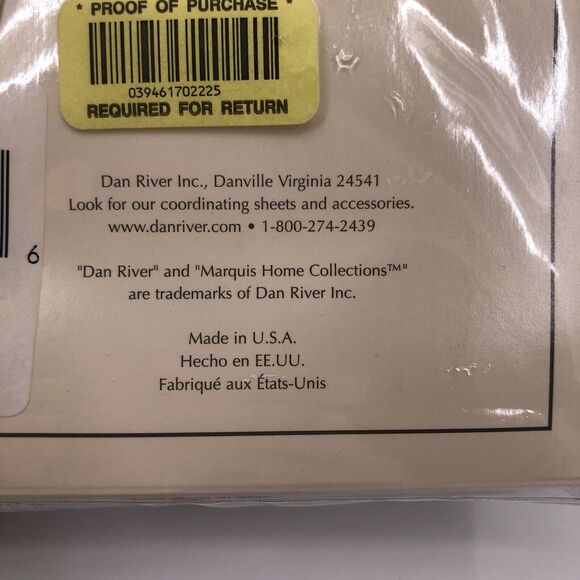 * PROOF OF PURCHASE *
039461702225
REQUIRED FOR RETURN
Dan River Inc., Danville Virginia 24541
Look for our coordinating sheets and accessories.
www.danriver.com • 1-800-274-2439
6
"Dan River" and "Marquis Home Collections™"
are trademarks of Dan River Inc.
Made in U.S.A.
Hecho en EE.UU.
Fabriqué aux États-Unis